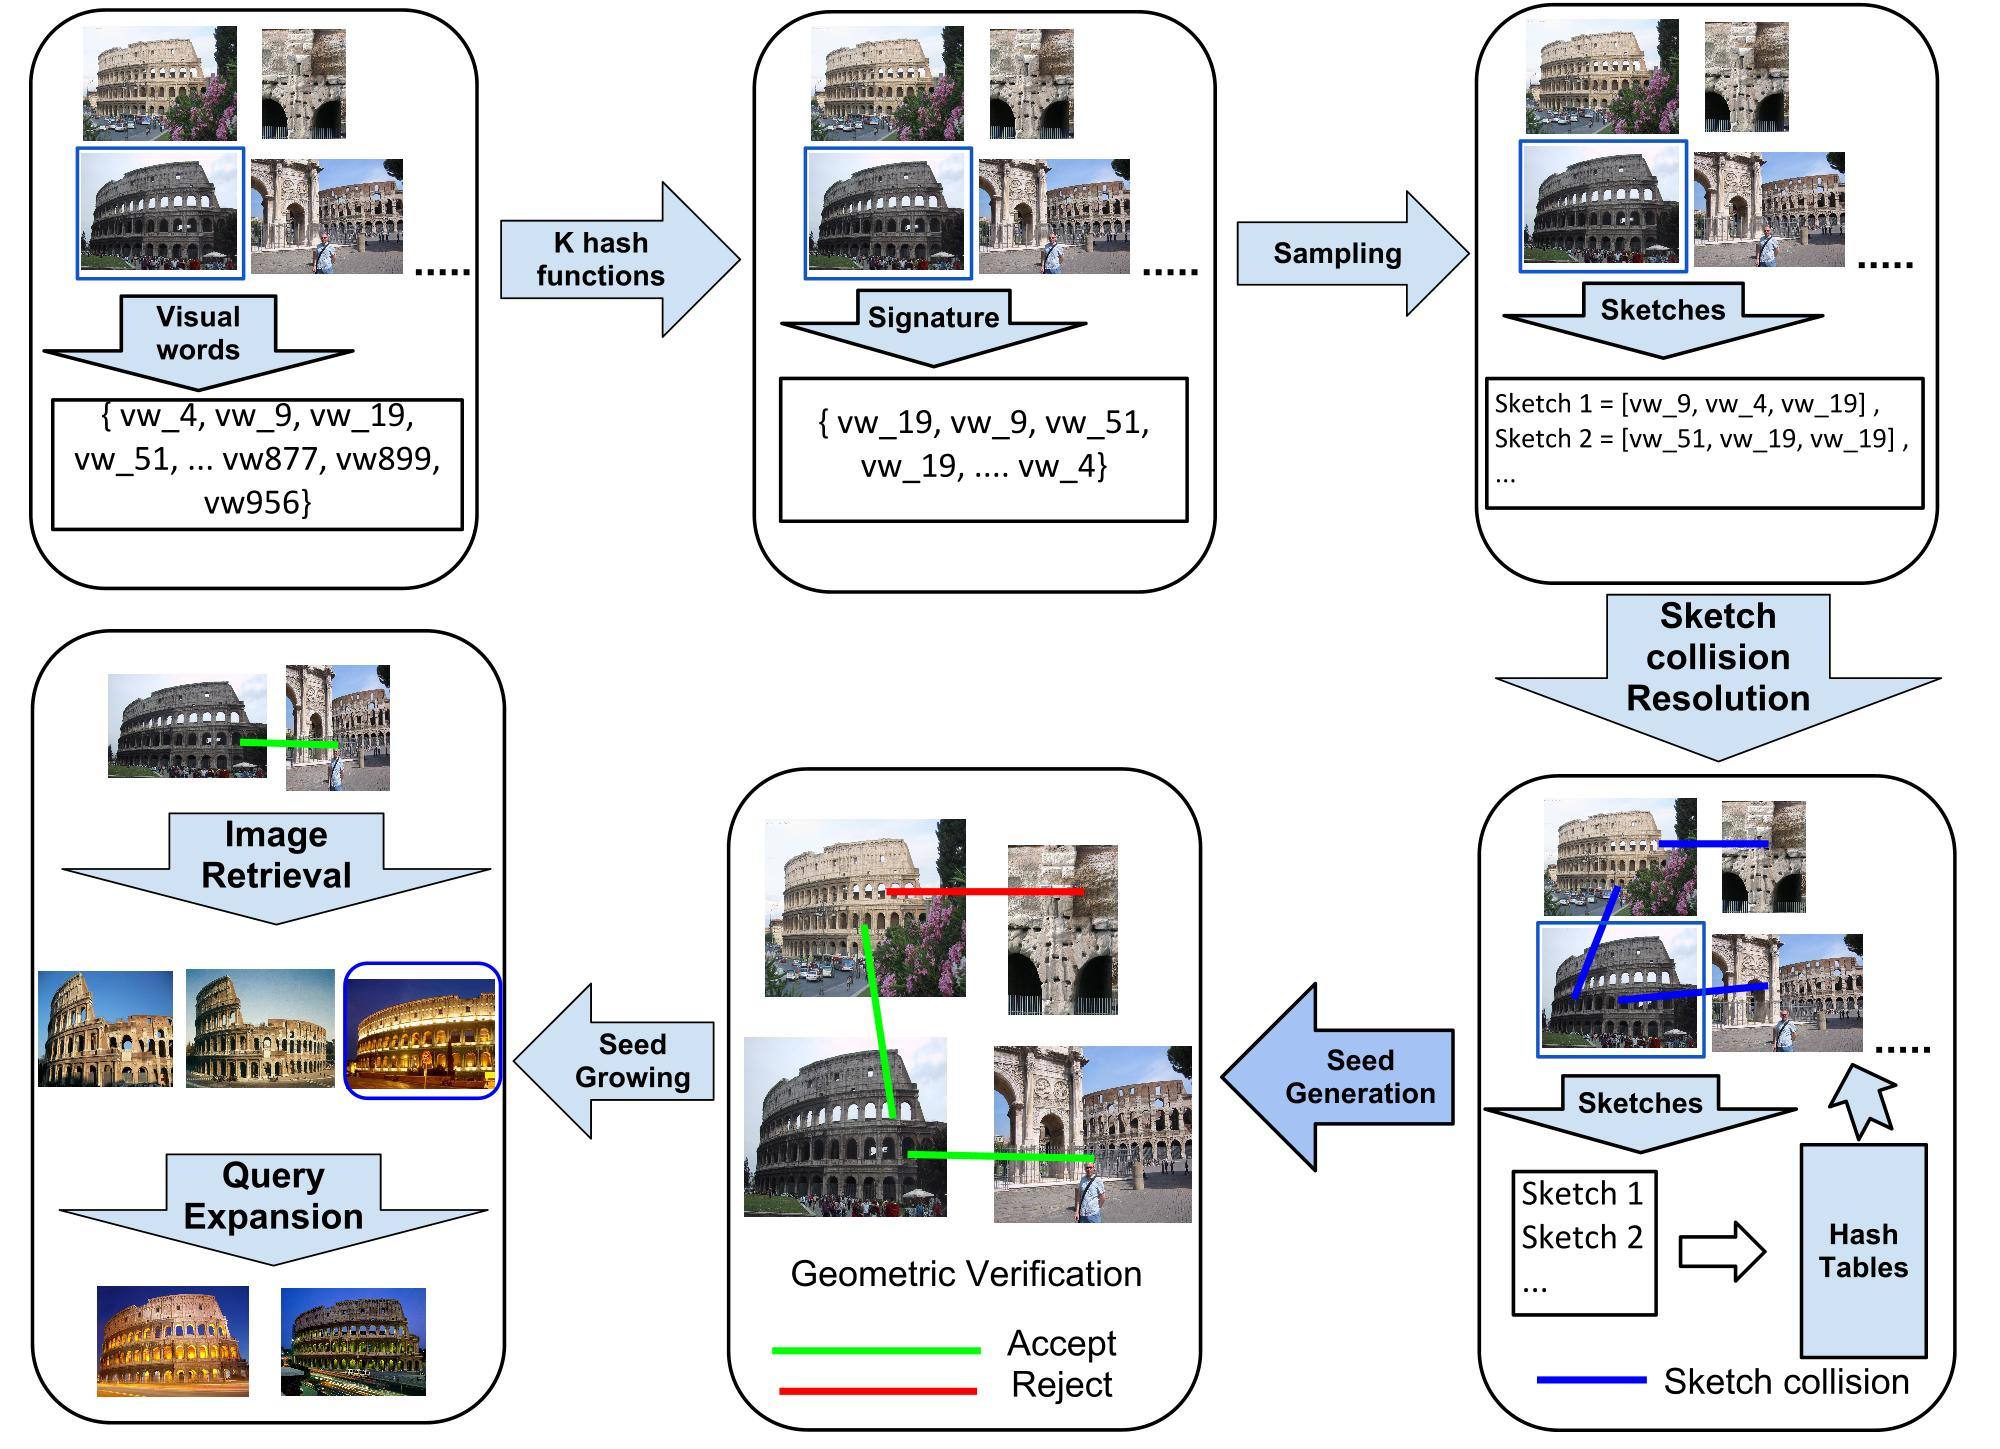 Visual
words
{ vw_4, vw_9, vw_19,
vw_51, ... vw877, vw899,
vw956}
.....
K hash
functions
Signature
{ vw_19, vw_9, vw_51,
vw_19, .... vw_4}
.....
Sampling
Sketches
Sketch 1 = [vw_9, vw_4, vw_19] ,
Sketch 2 = [vw_51, vw_19, vw_19] ,
...
.....
Sketch
collision
Resolution
.....
Sketches
Sketch 1
Sketch 2
...
Hash
Tables
Sketch collision
Seed
Generation
Geometric Verification
Accept
Reject
Seed
Growing
Image
Retrieval
Query
Expansion